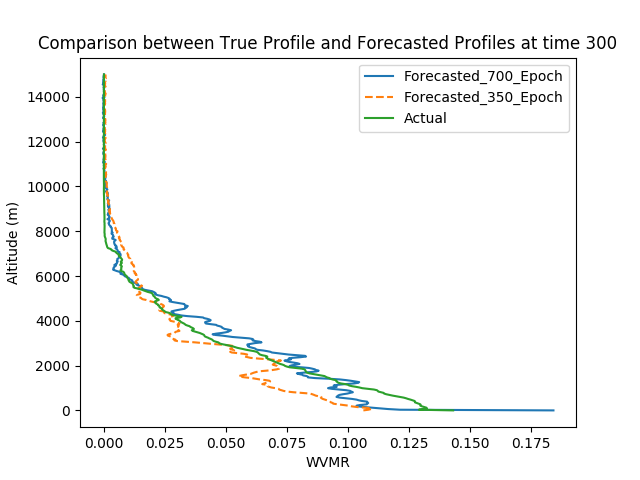 Comparison between True Profile and Forecasted Profiles at time 300
Forecasted_700_Epoch
Forecasted_350_Epoch
Actual
Altitude (m)
14000
12000
10000
8000
6000
4000
2000
0
0.000 0.025 0.050 0.075 0.100 0.125 0.150 0.175
WVMR